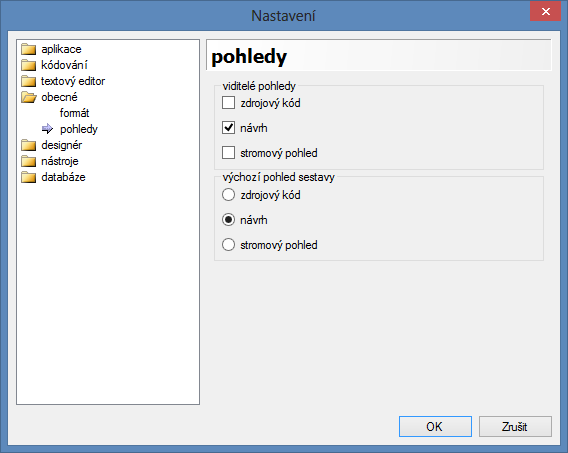 Nastavení
aplikace
kódování
textový editor
obecné
formát
pohledy
designér
nástroje
databáze
pohledy
viditelé pohledy
zdrojový kód
návrh
stromový pohled
výchozí pohled sestavy
zdrojový kód
návrh
stromový pohled
OK
Zrušit